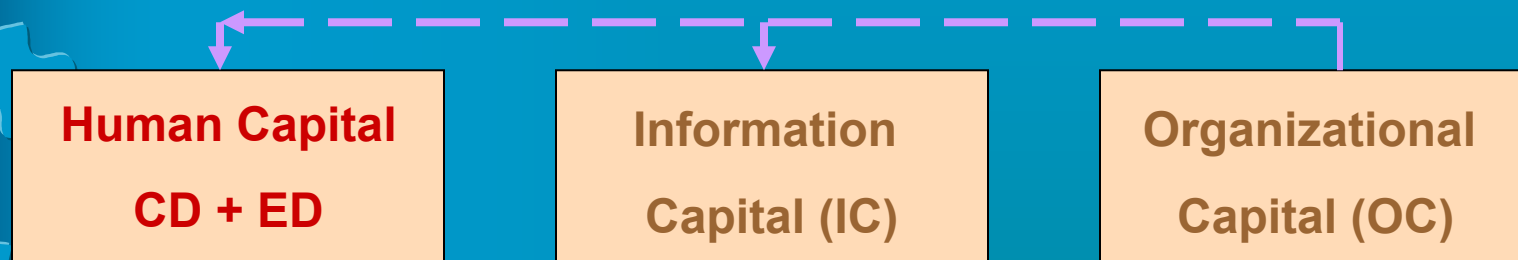 Human Capital
CD + ED
Information
Capital (IC)
Organizational
Capital (OC)